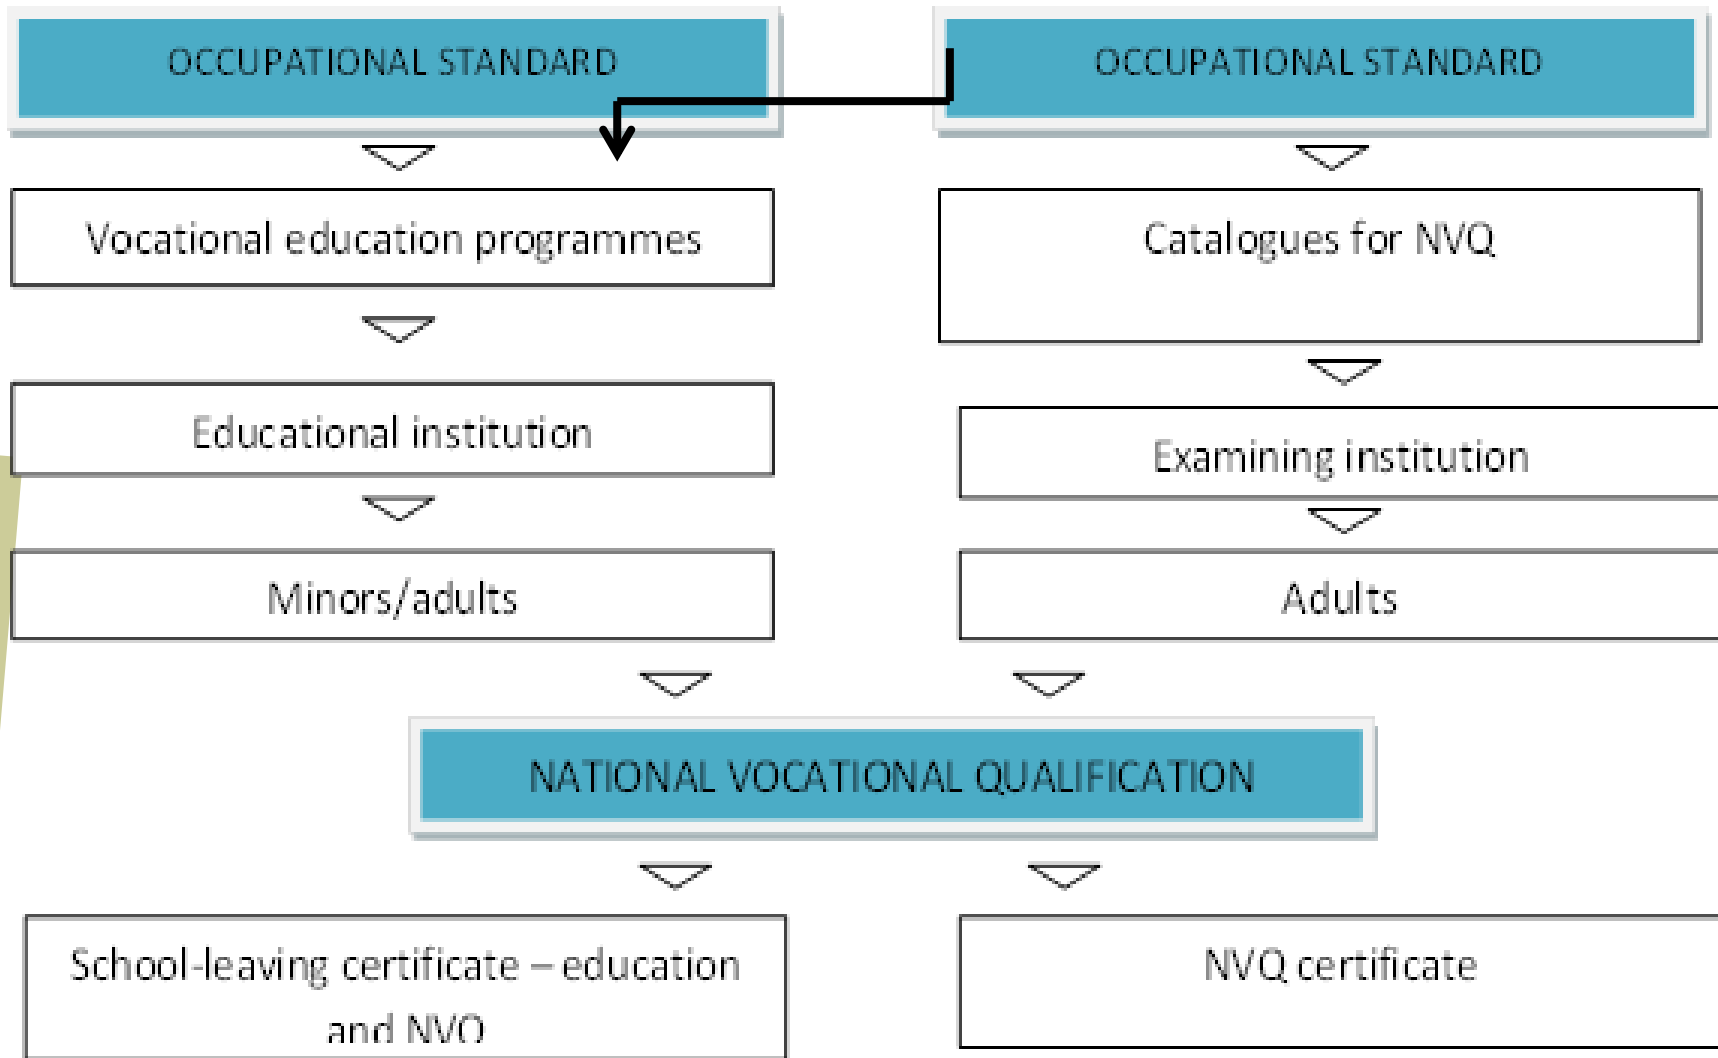 OCCUPATIONAL STANDARD
OCCUPATIONAL STANDARD
Vocational education programmes
Catalogues for NVQ
Educational institution
Examining institution
Minors/adults
Adults
NATIONAL VOCATIONAL QUALIFICATION
School-leaving certificate – education
and NVQ
NVQ certificate